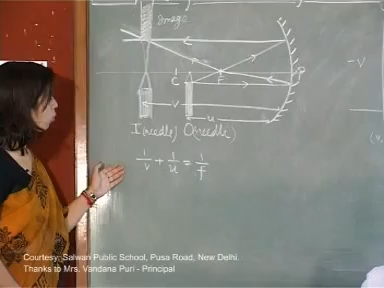 Image
C
C F P
V
u
I(needle) O(needle)
1/v + 1/u = 1/f
-V
Courtesy: Salwan Public School, Pusa Road, New Delhi.
Thanks to Mrs. Vandana Puri - Principal